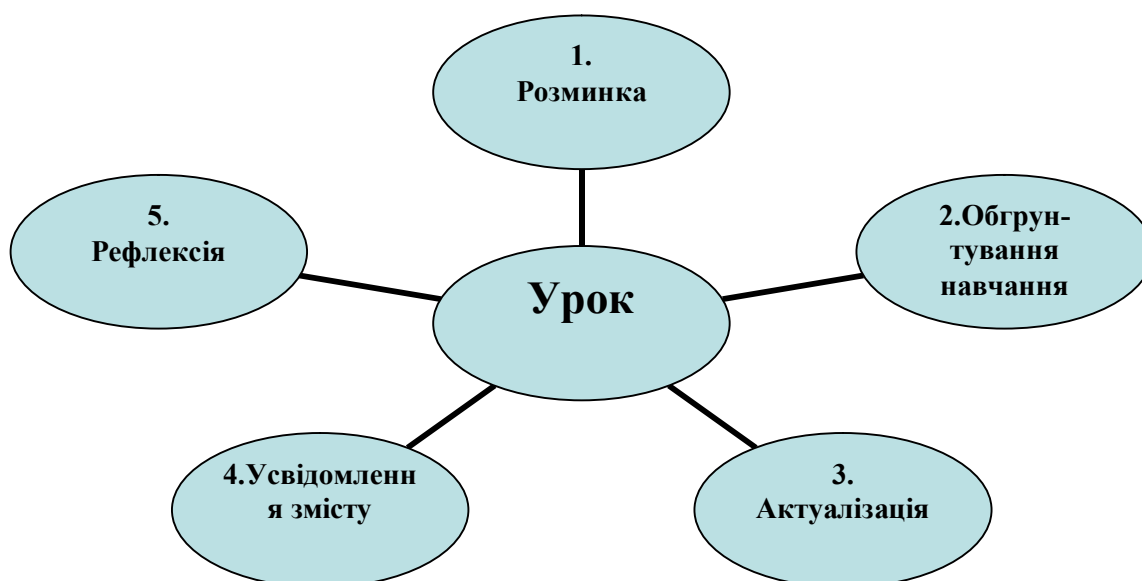 1.
Розминка
2.Обгрун-
тування
навчання
3.
Актуалізація
4.Усвідомленн
я змісту
5.
Рефлексія
Урок